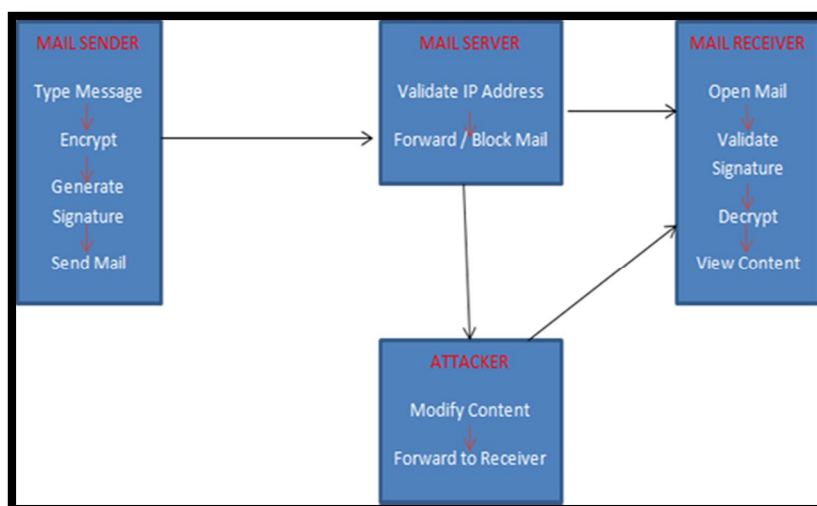 MAIL SENDER
Type Message
Encrypt
Generate
Signature
Send Mail
MAIL SERVER
Validate IP Address
Forward / Block Mail
MAIL RECEIVER
Open Mail
Validate
Signature
Decrypt
View Content
ATTACKER
Modify Content
Forward to Receiver